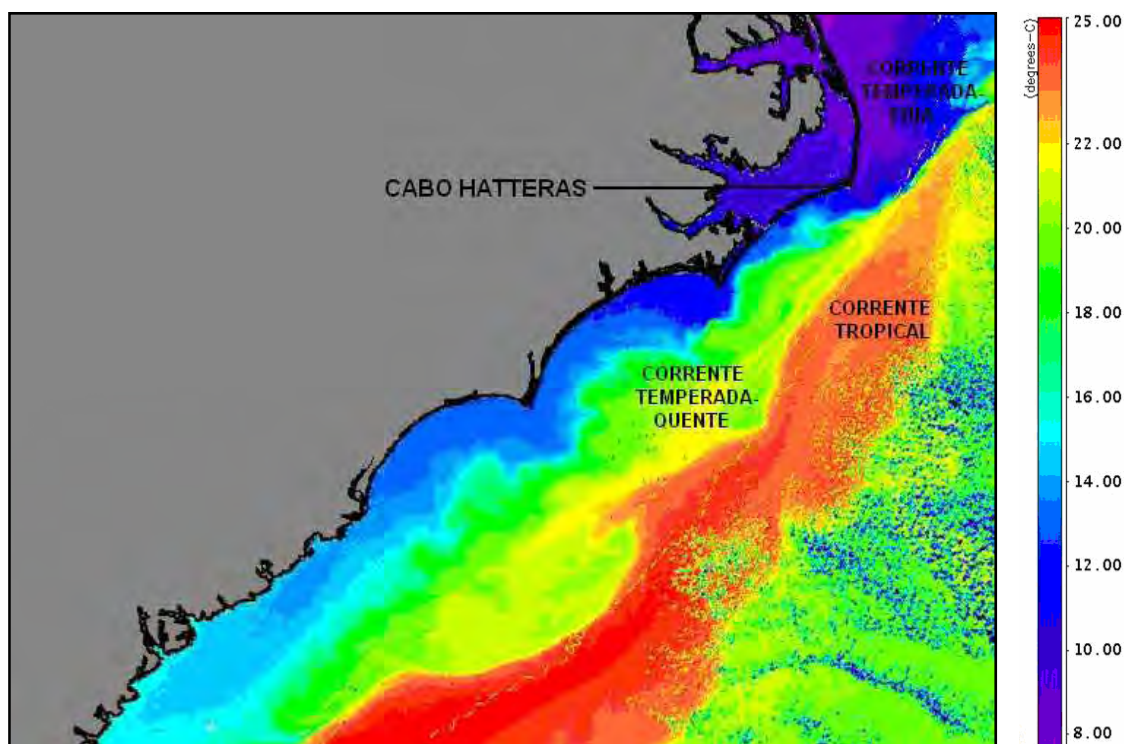 CORRENTE
TEMPERADA-
FRIA
CABO HATTERAS
CORRENTE
TROPICAL
CORRENTE
TEMPERADA-
QUENTE
(degrees-C)
25.00
22.00
20.00
18.00
16.00
14.00
12.00
10.00
8.00